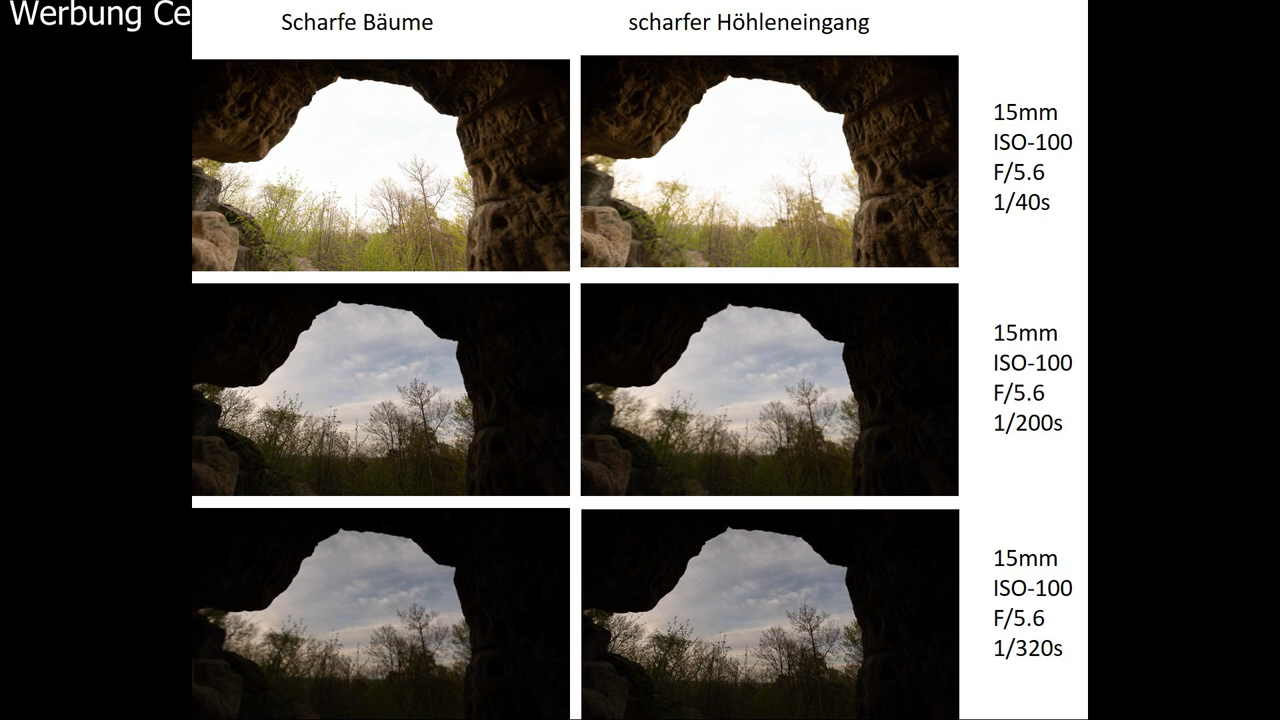 Werbung Ce
Scharfe Bäume
scharfer Höhleneingang
15mm
ISO-100
F/5.6
1/40s
15mm
ISO-100
F/5.6
1/200s
15mm
ISO-100
F/5.6
1/320s